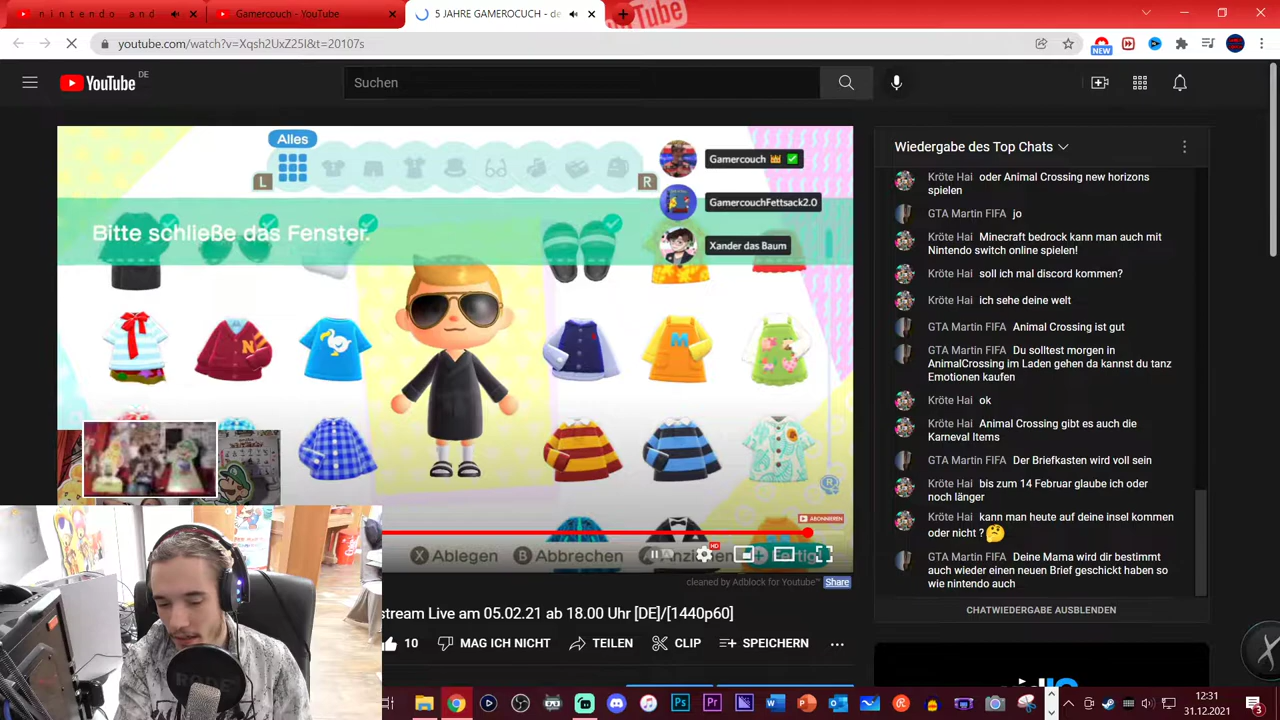 n i n t e n d o  a n d
Gamercouch - YouTube
5 JAHRE GAMEROCUCH - de
youtube.com/watch?v=Xqsh2UxZ25I&t=20107s
NEW
YouTube DE
Suchen
Alles
L
R
Gamercouch
GamercouchFettsack2.0
Xander das Baum
Bitte schließe das Fenster.
ABONNIEREN
X Ablegen
B Abbrechen
HD
+ Fertig
cleaned by Adblock for Youtube™ Share
stream Live am 05.02.21 ab 18.00 Uhr [DE]/[1440p60]
10
MAG ICH NICHT
TEILEN
CLIP
SPEICHERN
Wiedergabe des Top Chats
Kröte Hai oder Animal Crossing new horizons
spielen
GTA Martin FIFA jo
Kröte Hai Minecraft bedrock kann man auch mit
Nintendo switch online spielen!
Kröte Hai soll ich mal discord kommen?
Kröte Hai ich sehe deine welt
GTA Martin FIFA Animal Crossing ist gut
GTA Martin FIFA Du solltest morgen in
AnimalCrossing im Laden gehen da kannst du tanz
Emotionen kaufen
Kröte Hai ok
Kröte Hai Animal Crossing gibt es auch die
Karneval Items
GTA Martin FIFA Der Briefkasten wird voll sein
Kröte Hai bis zum 14 Februar glaube ich oder
noch länger
Kröte Hai kann man heute auf deine insel kommen
oder nicht ? 🤔
GTA Martin FIFA Deine Mama wird dir bestimmt
auch wieder einen neuen Brief geschickt haben so
wie nintendo auch
CHATWIEDERGABE AUSBLENDEN
RODE
12:31
31.12.2021
3